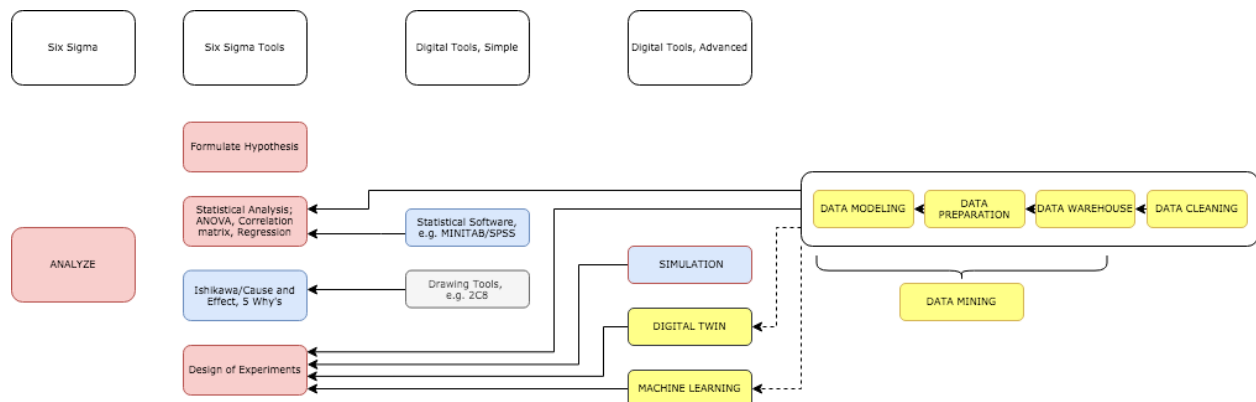 Six Sigma
Six Sigma Tools
Digital Tools, Simple
Digital Tools, Advanced
Formulate Hypothesis
Statistical Analysis;
ANOVA, Correlation
matrix, Regression
Statistical Software,
e.g. MINITAB/SPSS
DATA MODELING
DATA
PREPARATION
DATA WAREHOUSE
DATA CLEANING
ANALYZE
SIMULATION
Ishikawa/Cause and
Effect, 5 Why's
Drawing Tools,
e.g. 2C8
DATA MINING
DIGITAL TWIN
Design of Experiments
MACHINE LEARNING